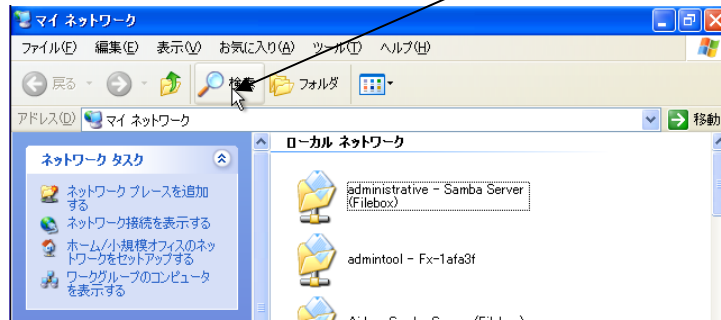 マイ ネットワーク
ファイル(F) 編集(E) 表示(V) お気に入り(A) ツール(T) ヘルプ(H)
戻る 検索 フォルダ
アドレス(D) マイ ネットワーク 移動
ネットワーク タスク
ネットワーク プレースを追加
する
ネットワーク接続を表示する
ホーム/小規模オフィスのネッ
トワークをセットアップする
ワークグループのコンピュータ
を表示する
ローカル ネットワーク
administrative - Samba Server
(Filebox)
admintool - Fx-1afa3f